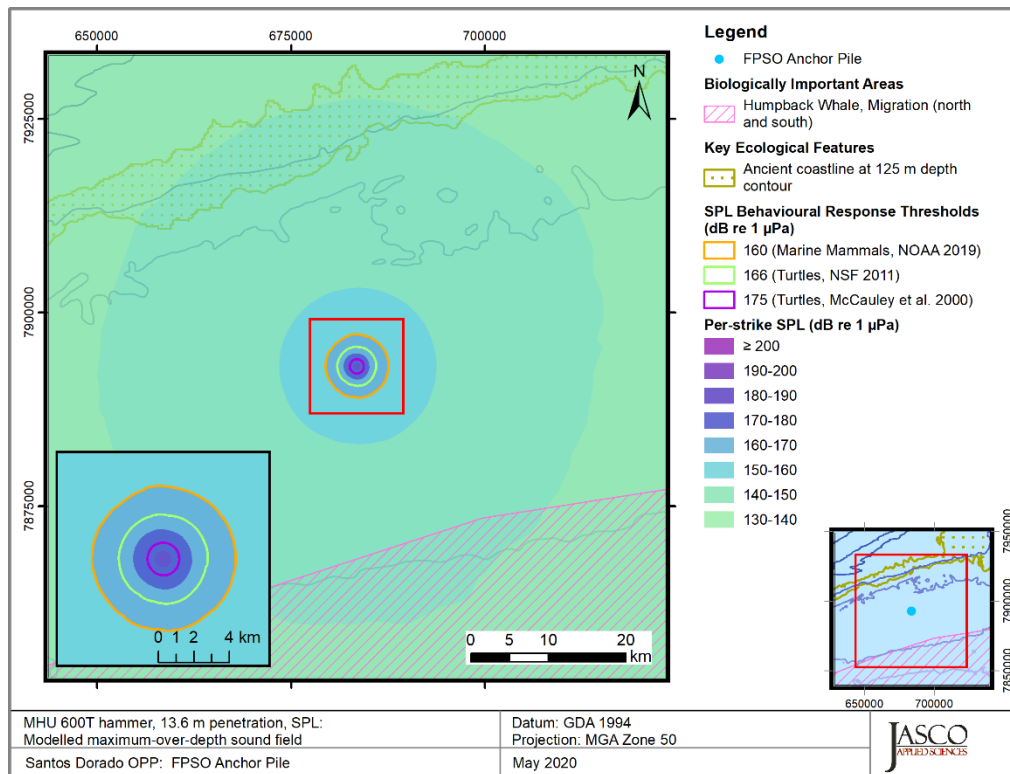 650000 675000 700000
7925000
7900000
7875000
N
0 1 2 4 km
0 5 10 20
km
Legend
FPSO Anchor Pile
Biologically Important Areas
Humpback Whale, Migration (north
and south)
Key Ecological Features
Ancient coastline at 125 m depth
contour
SPL Behavioural Response Thresholds
(dB re 1 µPa)
160 (Marine Mammals, NOAA 2019)
166 (Turtles, NSF 2011)
175 (Turtles, McCauley et al. 2000)
Per-strike SPL (dB re 1 µPa)
≥ 200
190-200
180-190
170-180
160-170
150-160
140-150
130-140
7950000
7900000
7850000
650000 700000
MHU 600T hammer, 13.6 m penetration, SPL:
Modelled maximum-over-depth sound field
Santos Dorado OPP: FPSO Anchor Pile
Datum: GDA 1994
Projection: MGA Zone 50
May 2020
JASCO
APPLIED SCIENCES